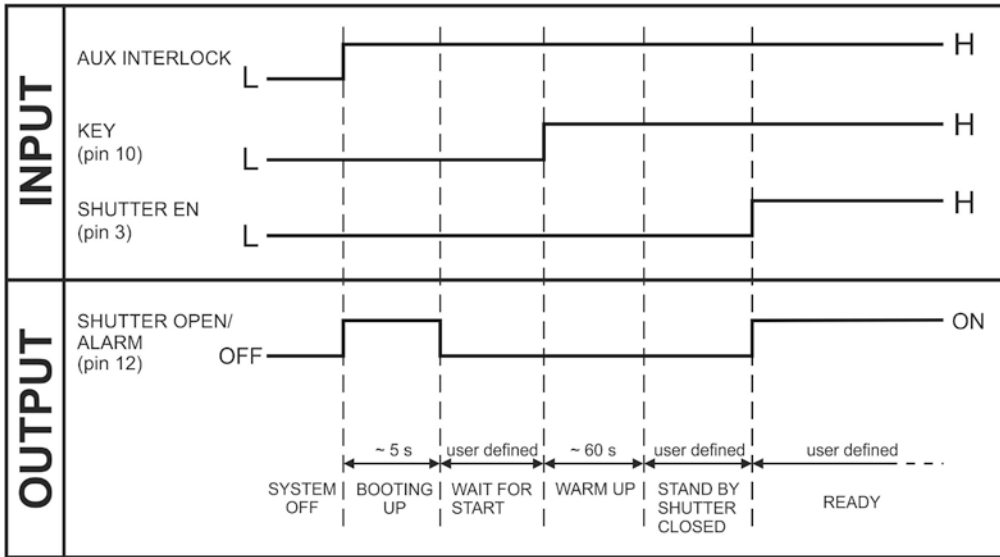 INPUT
AUX INTERLOCK
L
H
KEY
(pin 10)
L
H
SHUTTER EN
(pin 3)
L
H
OUTPUT
SHUTTER OPEN/
ALARM
(pin 12)
OFF
ON
~ 5 s
user defined
~ 60 s
user defined
user defined
SYSTEM
OFF
BOOTING
UP
WAIT FOR
START
WARM UP
STAND BY
SHUTTER
CLOSED
READY